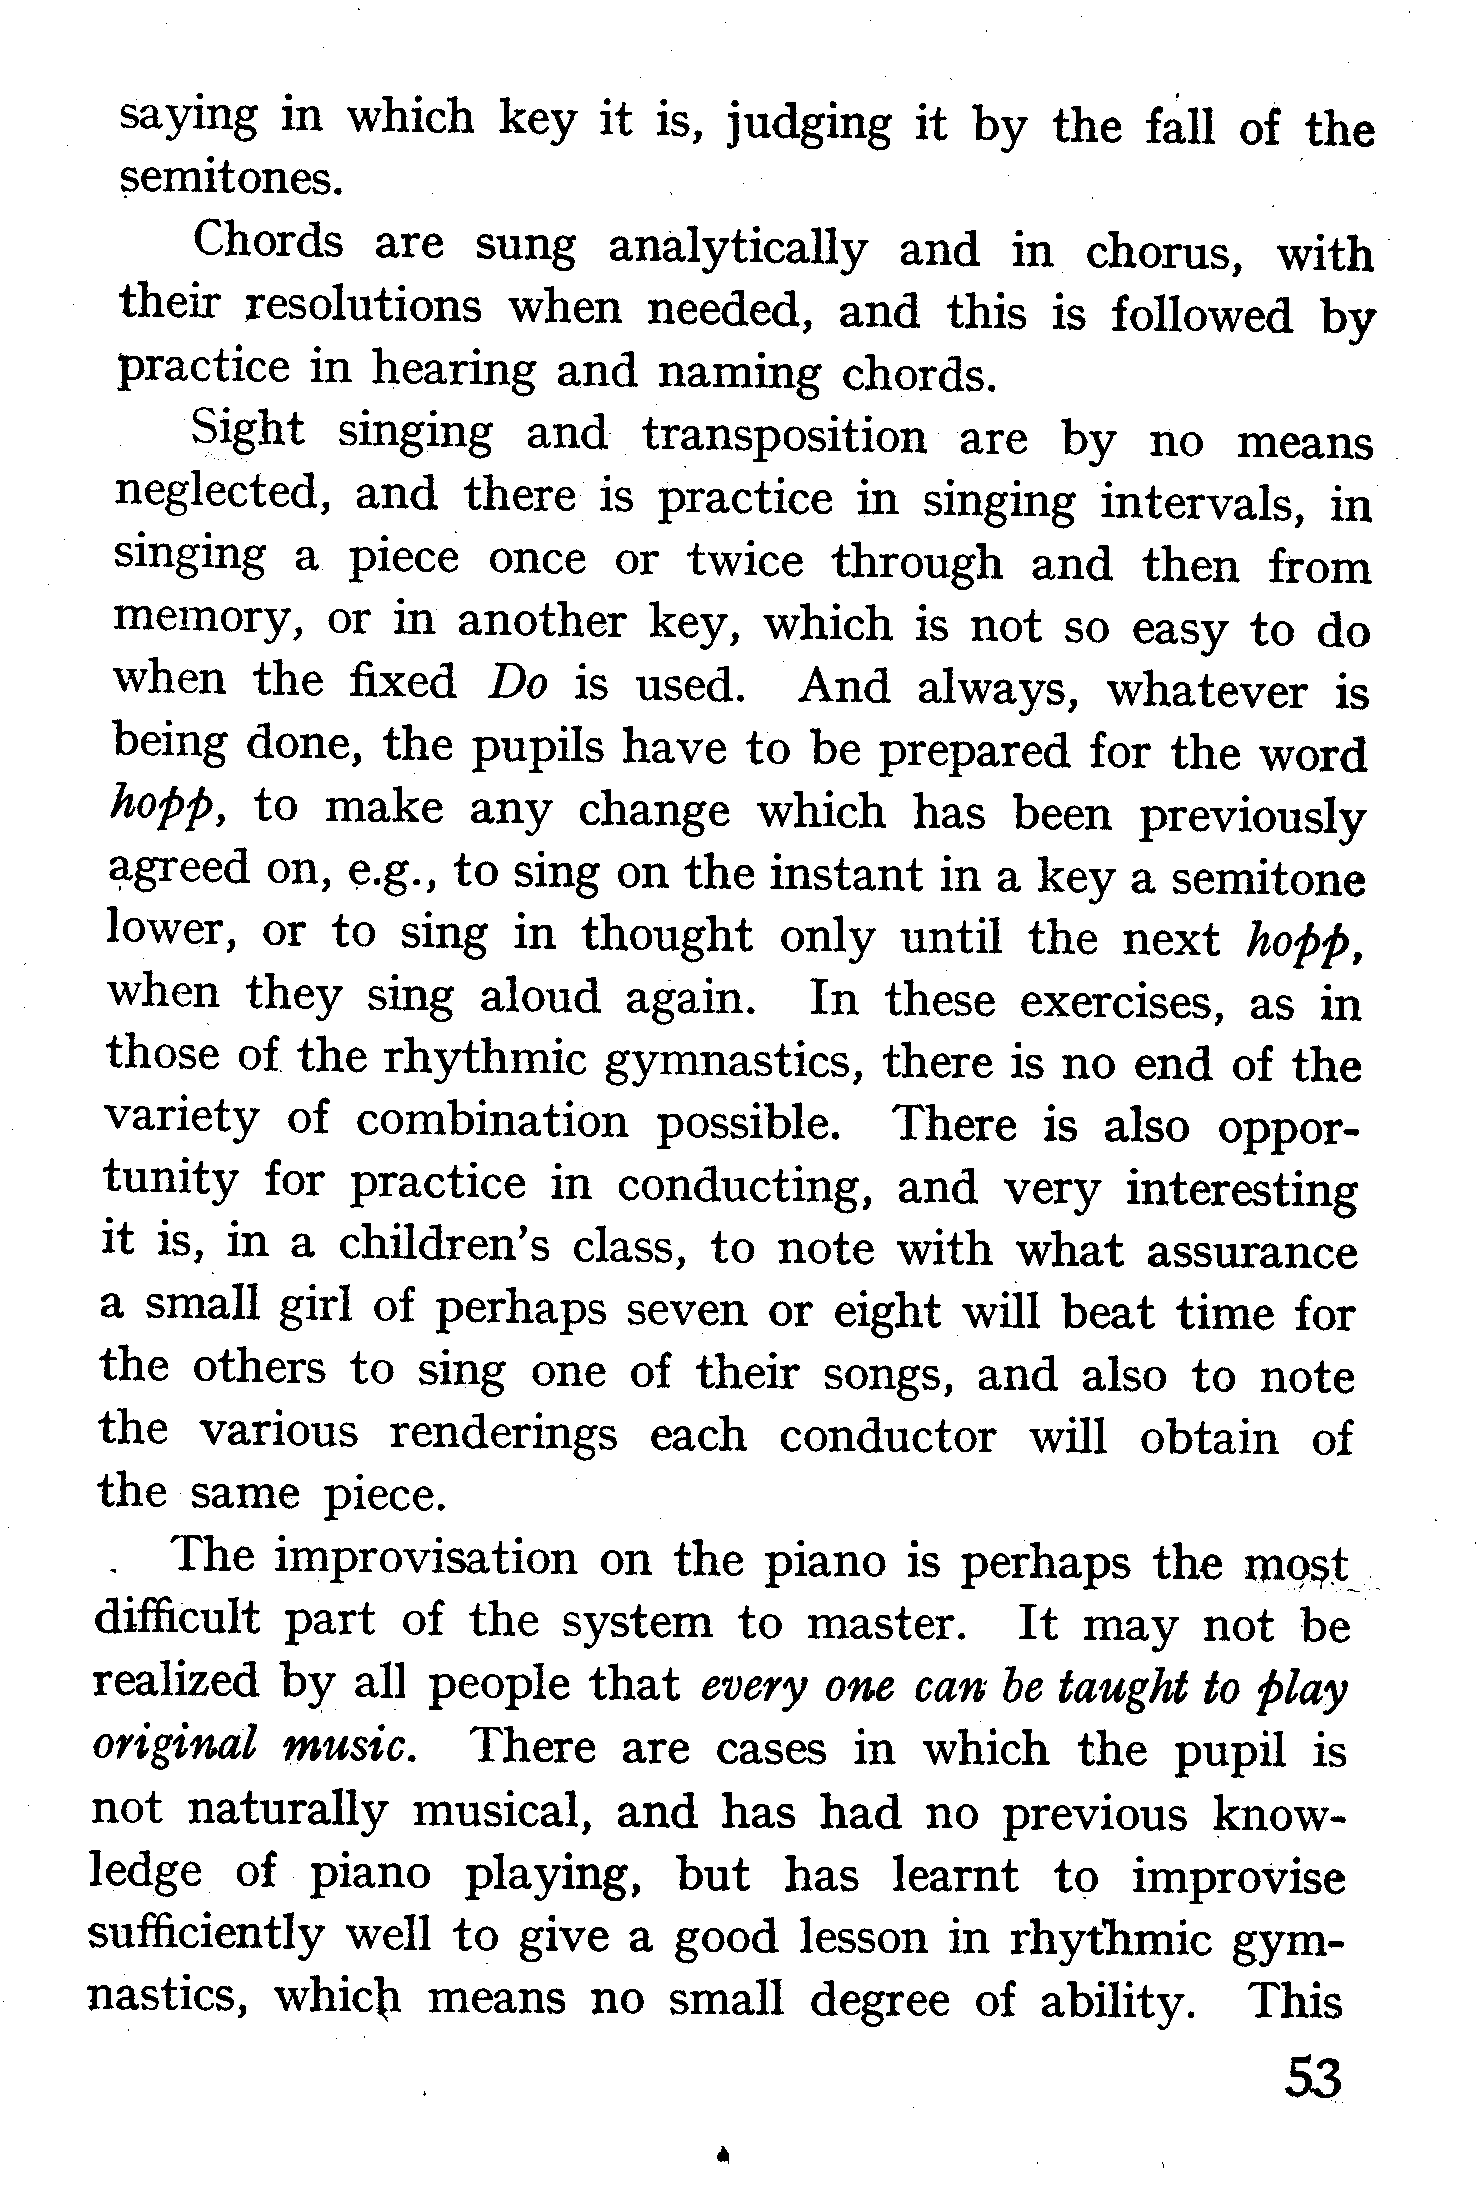 saying in which key it is, judging it by the fall of the
semitones.
Chords are sung analytically and in chorus, with
their resolutions when needed, and this is followed by
practice in hearing and naming chords.
Sight singing and transposition are by no means
neglected, and there is practice in singing intervals, in
singing a piece once or twice through and then from
memory, or in another key, which is not so easy to do
when the fixed Do is used. And always, whatever is
being done, the pupils have to be prepared for the word
hopp, to make any change which has been previously
agreed on, e.g., to sing on the instant in a key a semitone
lower, or to sing in thought only until the next hopp,
when they sing aloud again. In these exercises, as in
those of the rhythmic gymnastics, there is no end of the
variety of combination possible. There is also oppor-
tunity for practice in conducting, and very interesting
it is, in a children's class, to note with what assurance
a small girl of perhaps seven or eight will beat time for
the others to sing one of their songs, and also to note
the various renderings each conductor will obtain of
the same piece.
The improvisation on the piano is perhaps the most
difficult part of the system to master. It may not be
realized by all people that every one can be taught to play
original music. There are cases in which the pupil is
not naturally musical, and has had no previous know-
ledge of piano playing, but has learnt to improvise
sufficiently well to give a good lesson in rhythmic gym-
nastics, which means no small degree of ability. This
53